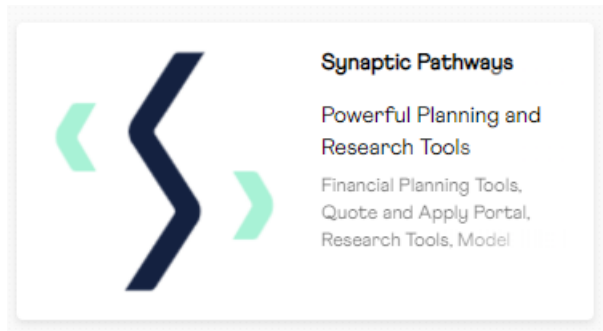 Synaptic Pathways
Powerful Planning and
Research Tools
Financial Planning Tools,
Quote and Apply Portal,
Research Tools, Model